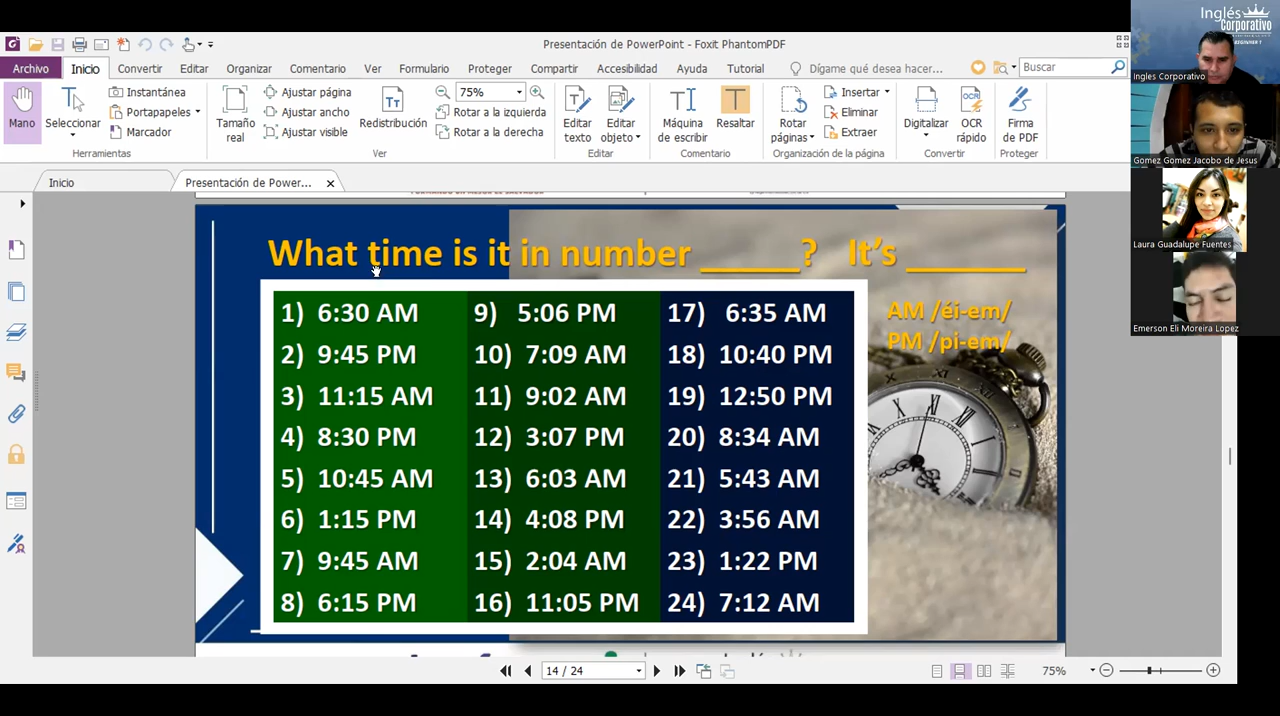 Presentación de PowerPoint - Foxit PhantomPDF
Archivo Inicio Convertir Editar Organizar Comentario Ver Formulario Proteger Compartir Accesibilidad Ayuda Tutorial Dígame qué desea hacer... Buscar
Mano
Seleccionar
Instantánea
Portapapeles
Marcador
Herramientas
Tamaño real
Ajustar página
Ajustar ancho
Ajustar visible
Redistribución
75%
Rotar a la izquierda
Rotar a la derecha
Ver
Editar texto
Editar objeto
Editar
Máquina de escribir
Resaltar
Comentario
Rotar páginas
Insertar
Eliminar
Extraer
Organización de la página
Digitalizar
OCR rápido
Convertir
Firma de PDF
Proteger
Inicio
Presentación de Power...
What time is it in number ______? It's _______
1) 6:30 AM
2) 9:45 PM
3) 11:15 AM
4) 8:30 PM
5) 10:45 AM
6) 1:15 PM
7) 9:45 AM
8) 6:15 PM
9) 5:06 PM
10) 7:09 AM
11) 9:02 AM
12) 3:07 PM
13) 6:03 AM
14) 4:08 PM
15) 2:04 AM
16) 11:05 PM
17) 6:35 AM
18) 10:40 PM
19) 12:50 PM
20) 8:34 AM
21) 5:43 AM
22) 3:56 AM
23) 1:22 PM
24) 7:12 AM
AM /éi-em/
PM /pi-em/
14 / 24
75%
Inglés
Corporativo
BEGINNER 1
Ingles Corporativo
Gomez Gomez Jacobo de Jesus
Laura Guadalupe Fuentes
Emerson Eli Moreira Lopez